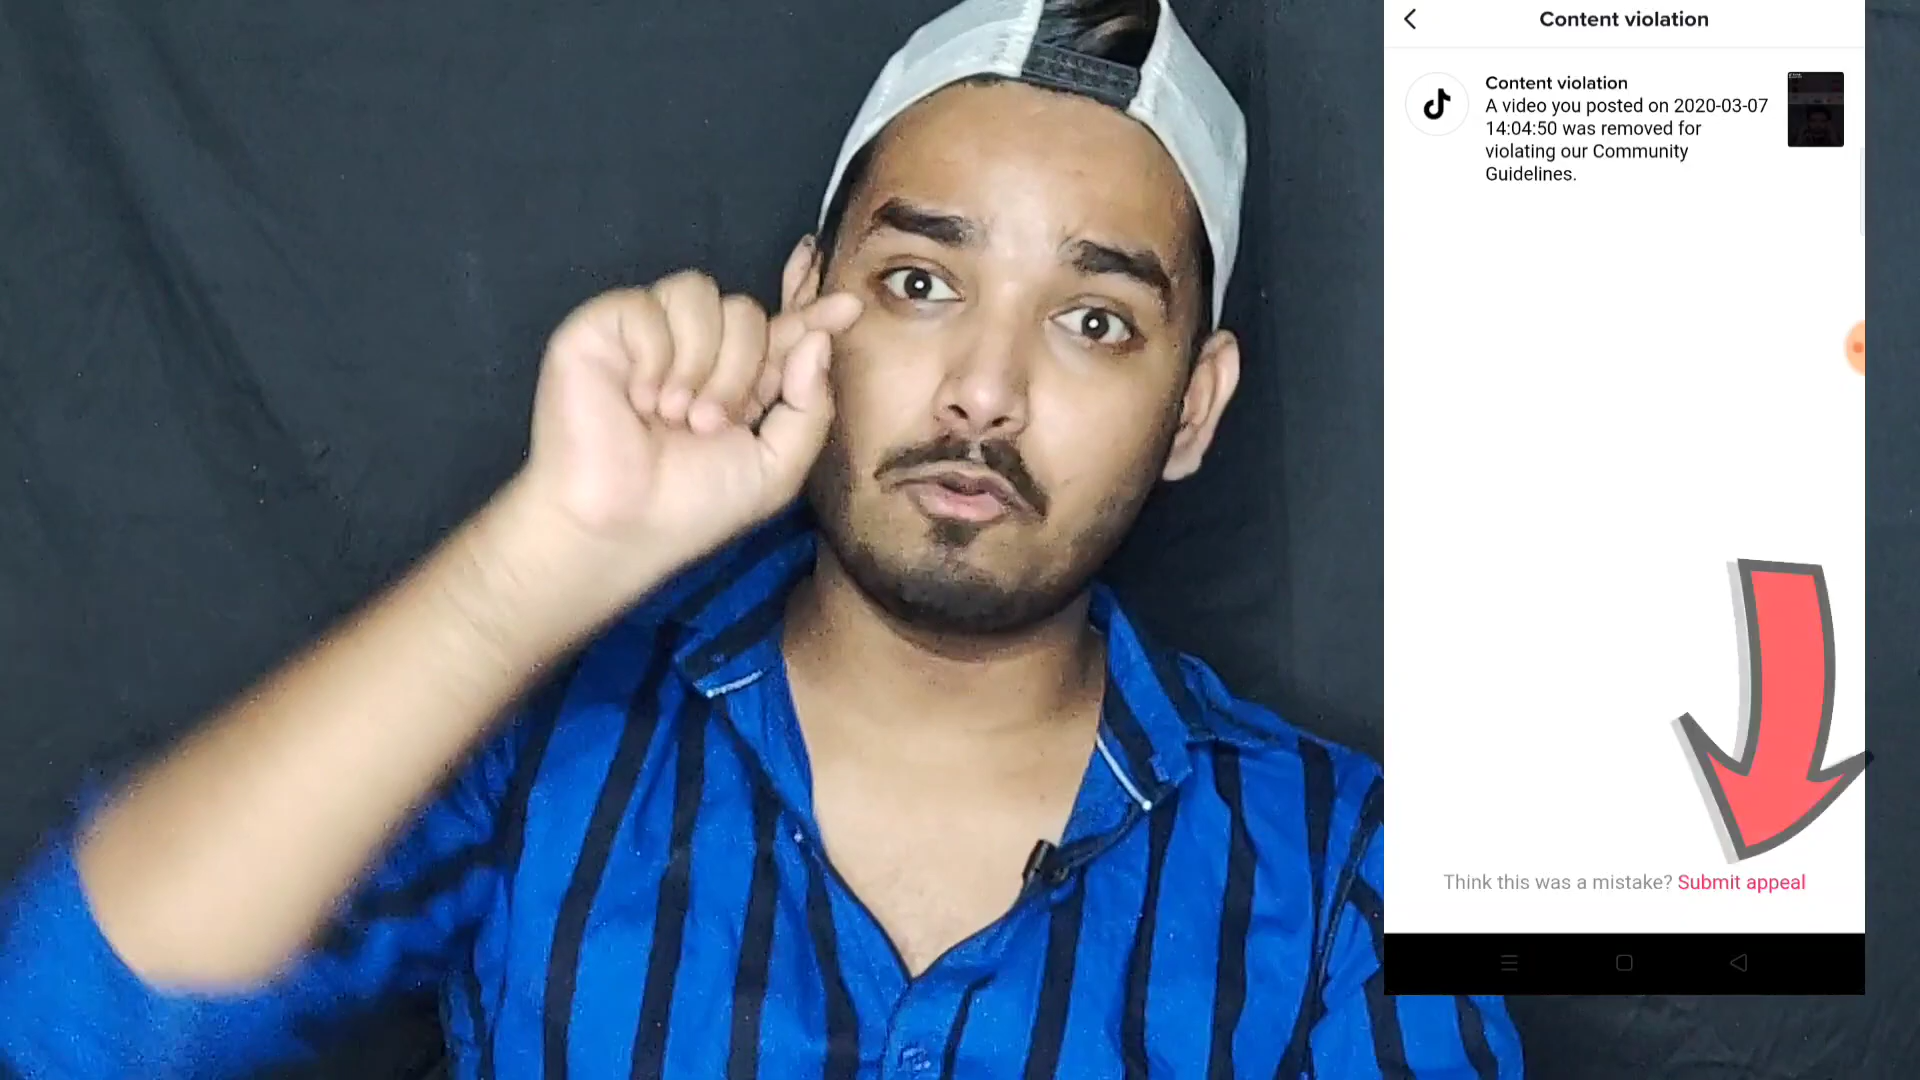 Content violation
Content violation
A video you posted on 2020-03-07
14:04:50 was removed for
violating our Community
Guidelines.
Think this was a mistake? Submit appeal